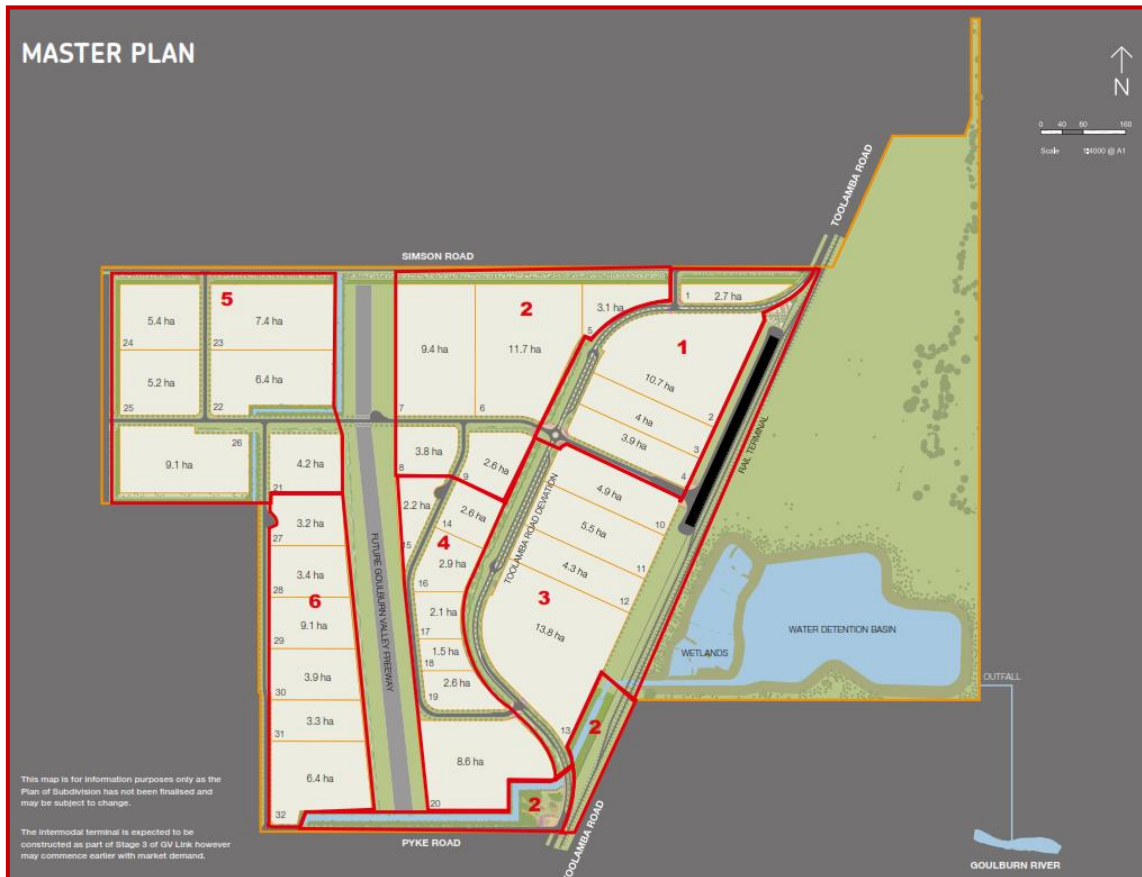 MASTER PLAN
N
0 40 80 160
Scale 1:4000 @ A1
TOOLAMBA ROAD
SIMSON ROAD
5
2
1
2.7 ha
3.1 ha
5
1
5.4 ha
7.4 ha
24
23
9.4 ha
11.7 ha
10.7 ha
5.2 ha
6.4 ha
25
22
7
6
2
4 ha
3
3.9 ha
4
RAIL TERMINAL
26
9.1 ha
4.2 ha
21
3.8 ha
8
2.6 ha
9
TOOLAMBA ROAD DEVIATION
4.9 ha
10
5.5 ha
11
4.3 ha
12
3
13.8 ha
13
2.2 ha
15
2.6 ha
14
4
2.9 ha
16
2.1 ha
17
1.5 ha
18
2.6 ha
19
FUTURE GOULBURN VALLEY FREEWAY
3.2 ha
27
3.4 ha
28
6
9.1 ha
29
3.9 ha
30
3.3 ha
31
6.4 ha
32
8.6 ha
20
2
2
WETLANDS
WATER DETENTION BASIN
OUTFALL
PYKE ROAD
TOOLAMBA ROAD
GOULBURN RIVER
This map is for information purposes only as the
Plan of Subdivision has not been finalised and
may be subject to change.
The intermodal terminal is expected to be
constructed as part of Stage 3 of GV Link however
may commence earlier with market demand.